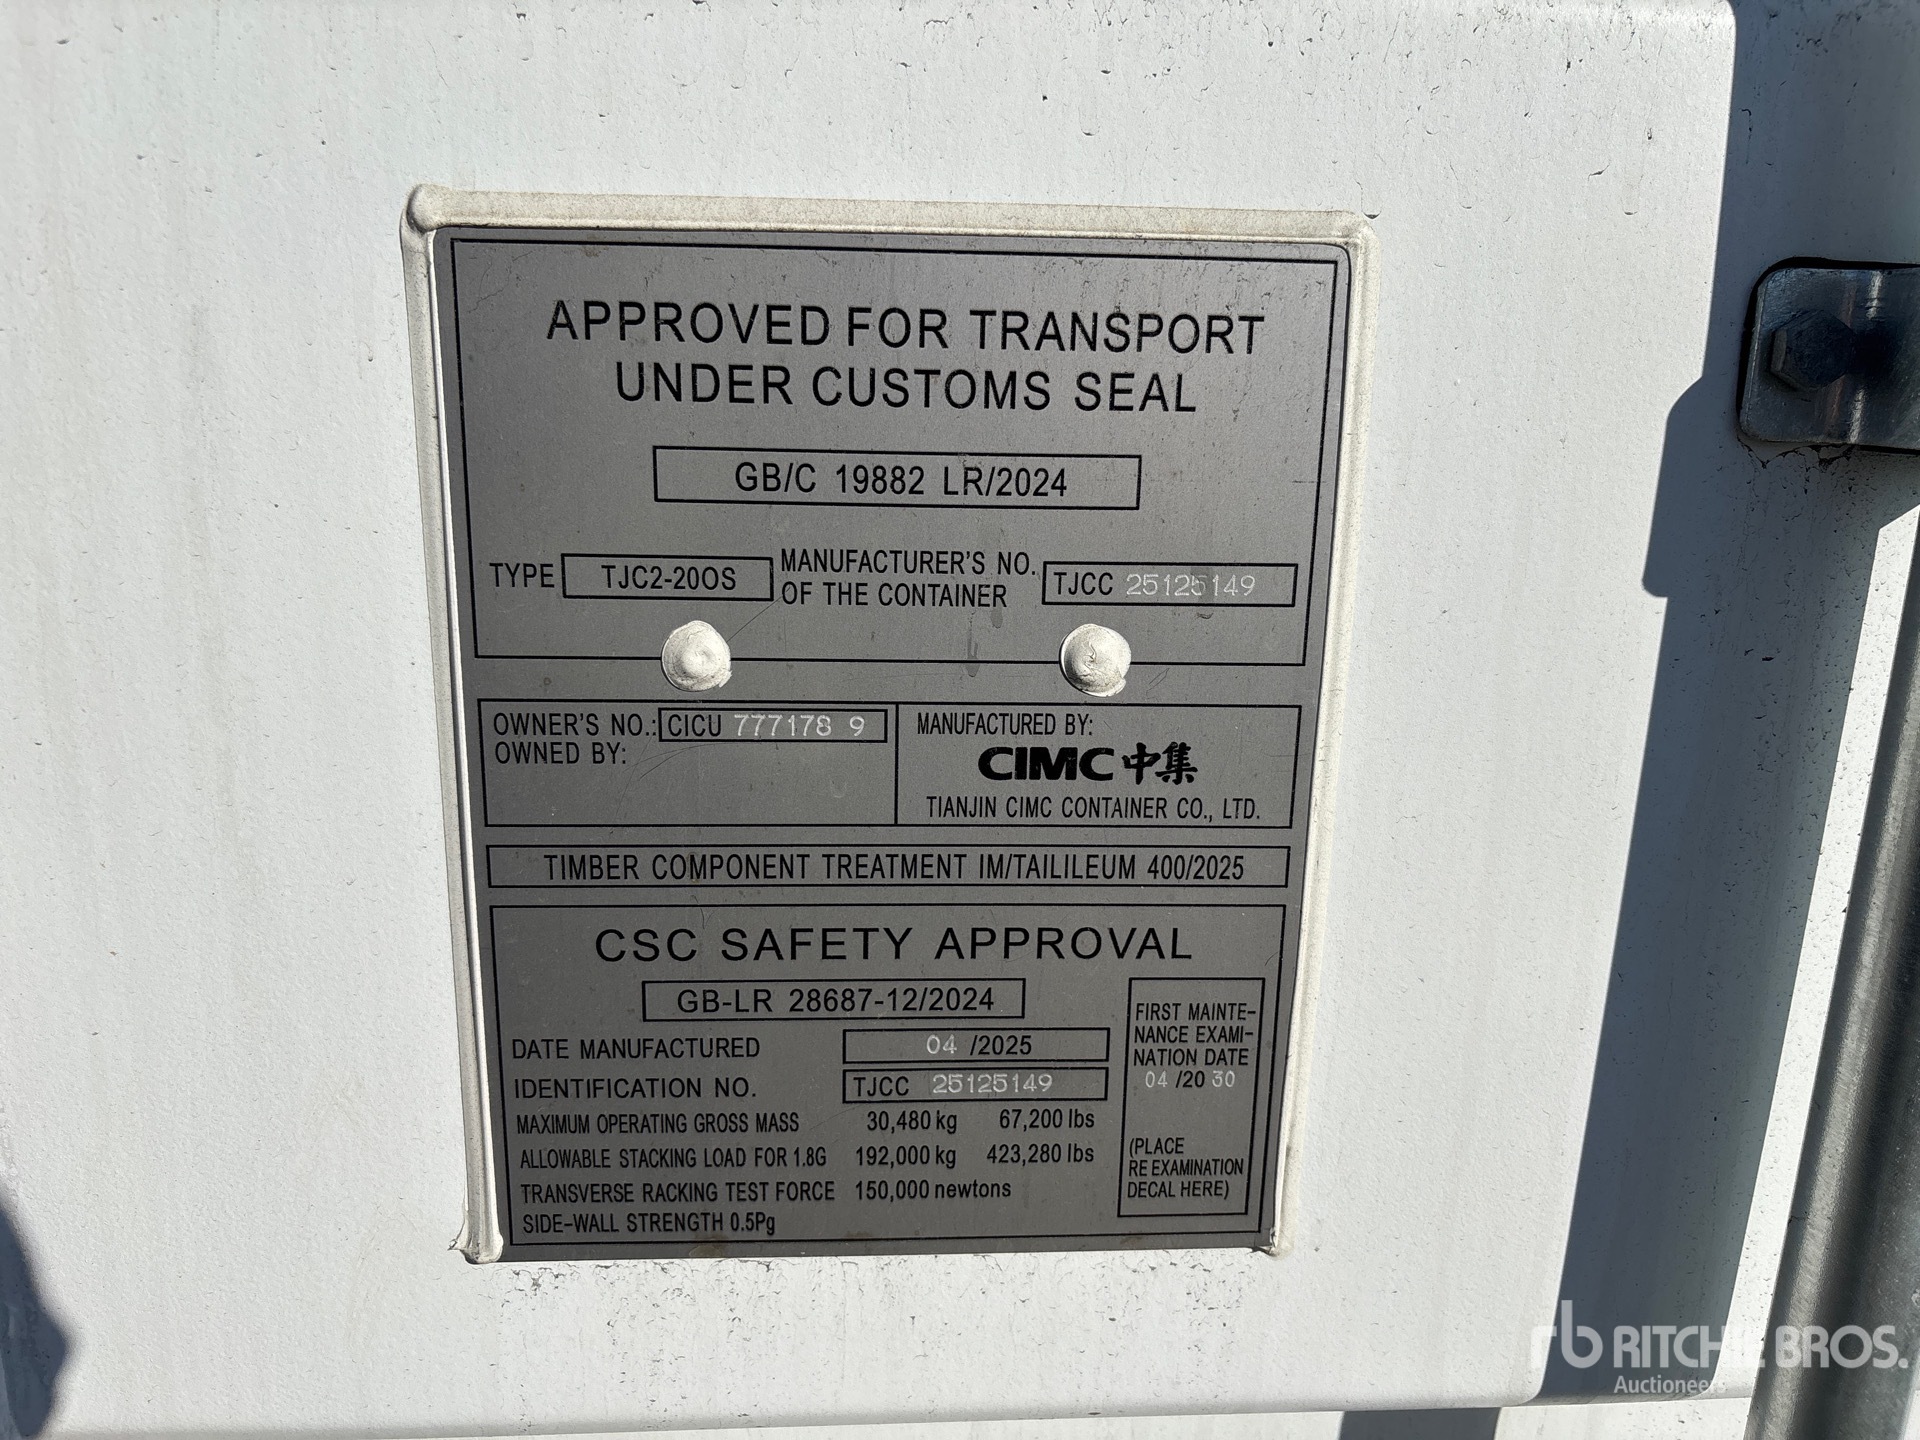 APPROVED FOR TRANSPORT
UNDER CUSTOMS SEAL
GB/C 19882 LR/2024
TYPE TJC2-20OS MANUFACTURER'S NO.
OF THE CONTAINER TJCC 25125149
OWNER'S NO.: CICU 777178 9
OWNED BY:
MANUFACTURED BY:
CIMC中集
TIANJIN CIMC CONTAINER CO., LTD.
TIMBER COMPONENT TREATMENT IM/TAILILEUM 400/2025
CSC SAFETY APPROVAL
GB-LR 28687-12/2024
DATE MANUFACTURED 04 /2025
IDENTIFICATION NO. TJCC 25125149
MAXIMUM OPERATING GROSS MASS 30,480 kg 67,200 lbs
ALLOWABLE STACKING LOAD FOR 1.8G 192,000 kg 423,280 lbs
TRANSVERSE RACKING TEST FORCE 150,000 newtons
SIDE-WALL STRENGTH 0.5Pg
FIRST MAINTE-
NANCE EXAMI-
NATION DATE
04 /20 30
(PLACE
RE EXAMINATION
DECAL HERE)
rb RITCHIE BROS.
Auctioneers